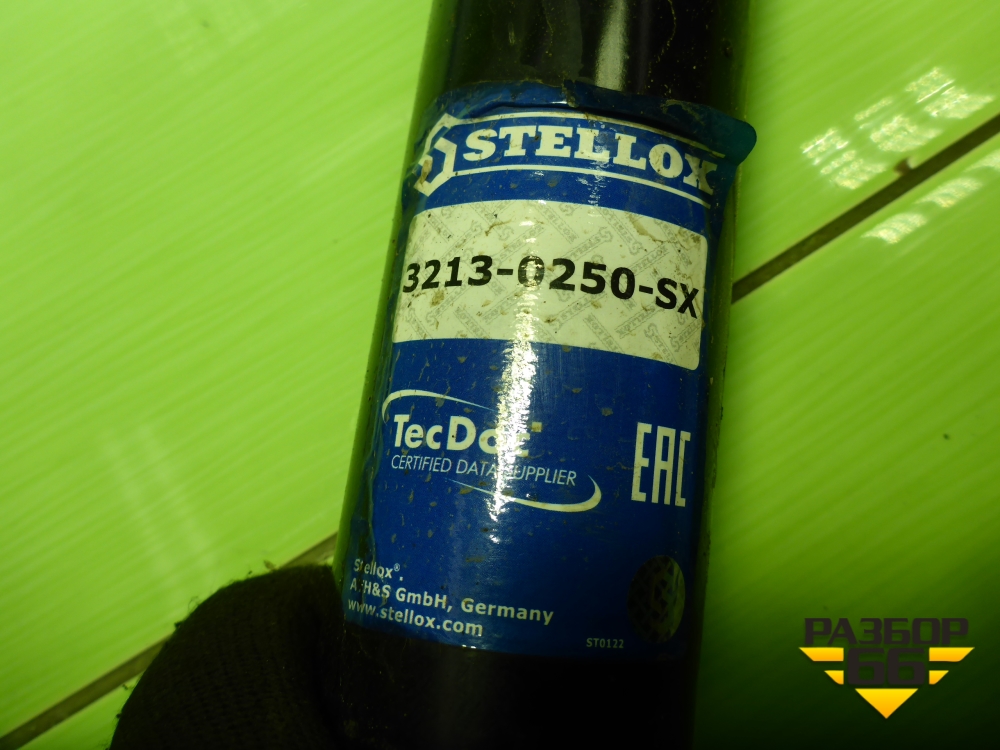 STELLOX
3213-0250-SX
TecDoc
CERTIFIED DATA SUPPLIER
EAC
Stellox®.
GmbH, Germany
www.stellox.com
ST0122
РАЗБОР
66